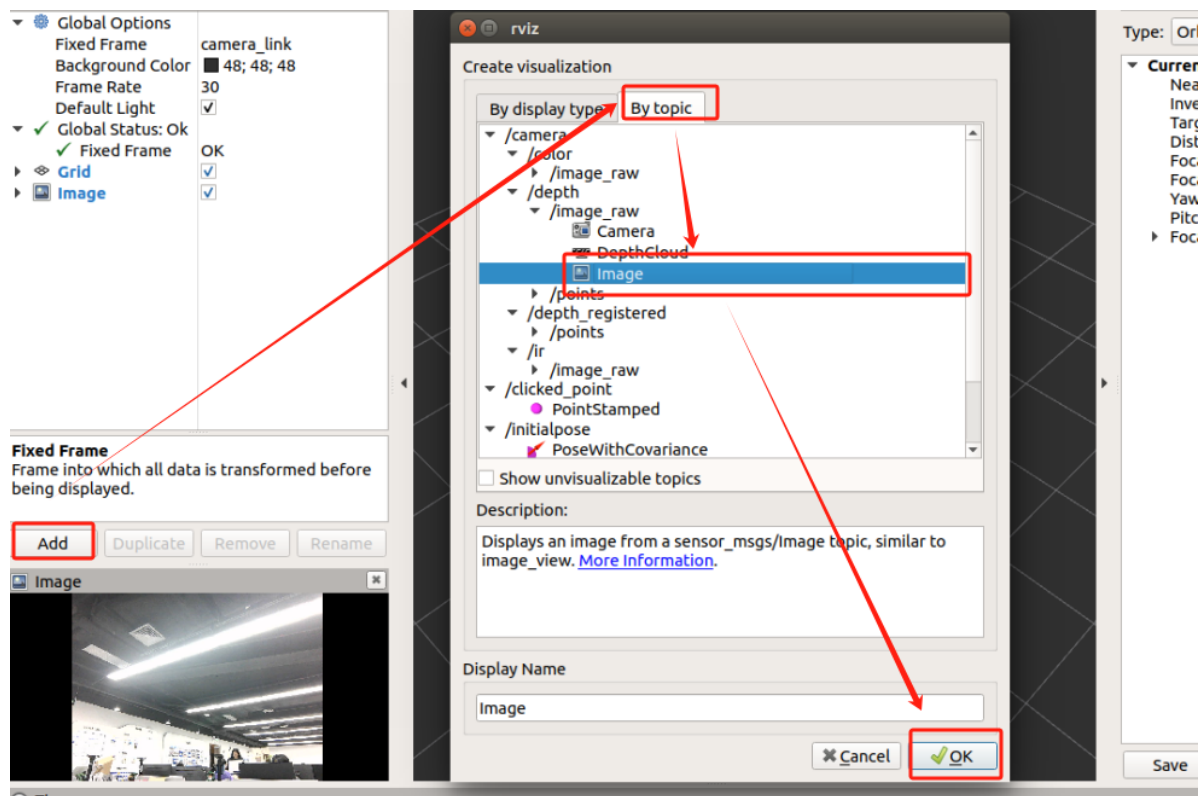 Global Options
Fixed Frame camera_link
Background Color 48; 48; 48
Frame Rate 30
Default Light
Global Status: Ok
Fixed Frame OK
Grid
Image
Fixed Frame
Frame into which all data is transformed before
being displayed.
Add Duplicate Remove Rename
Image
rviz
Create visualization
By display type By topic
/camera
/color
/image_raw
/depth
/image_raw
Camera
DepthCloud
Image
/points
/depth_registered
/points
/ir
/image_raw
/clicked_point
PointStamped
/initialpose
PoseWithCovariance
Show unvisualizable topics
Description:
Displays an image from a sensor_msgs/Image topic, similar to
image_view. More Information.
Display Name
Image
Cancel OK
Type:
Save